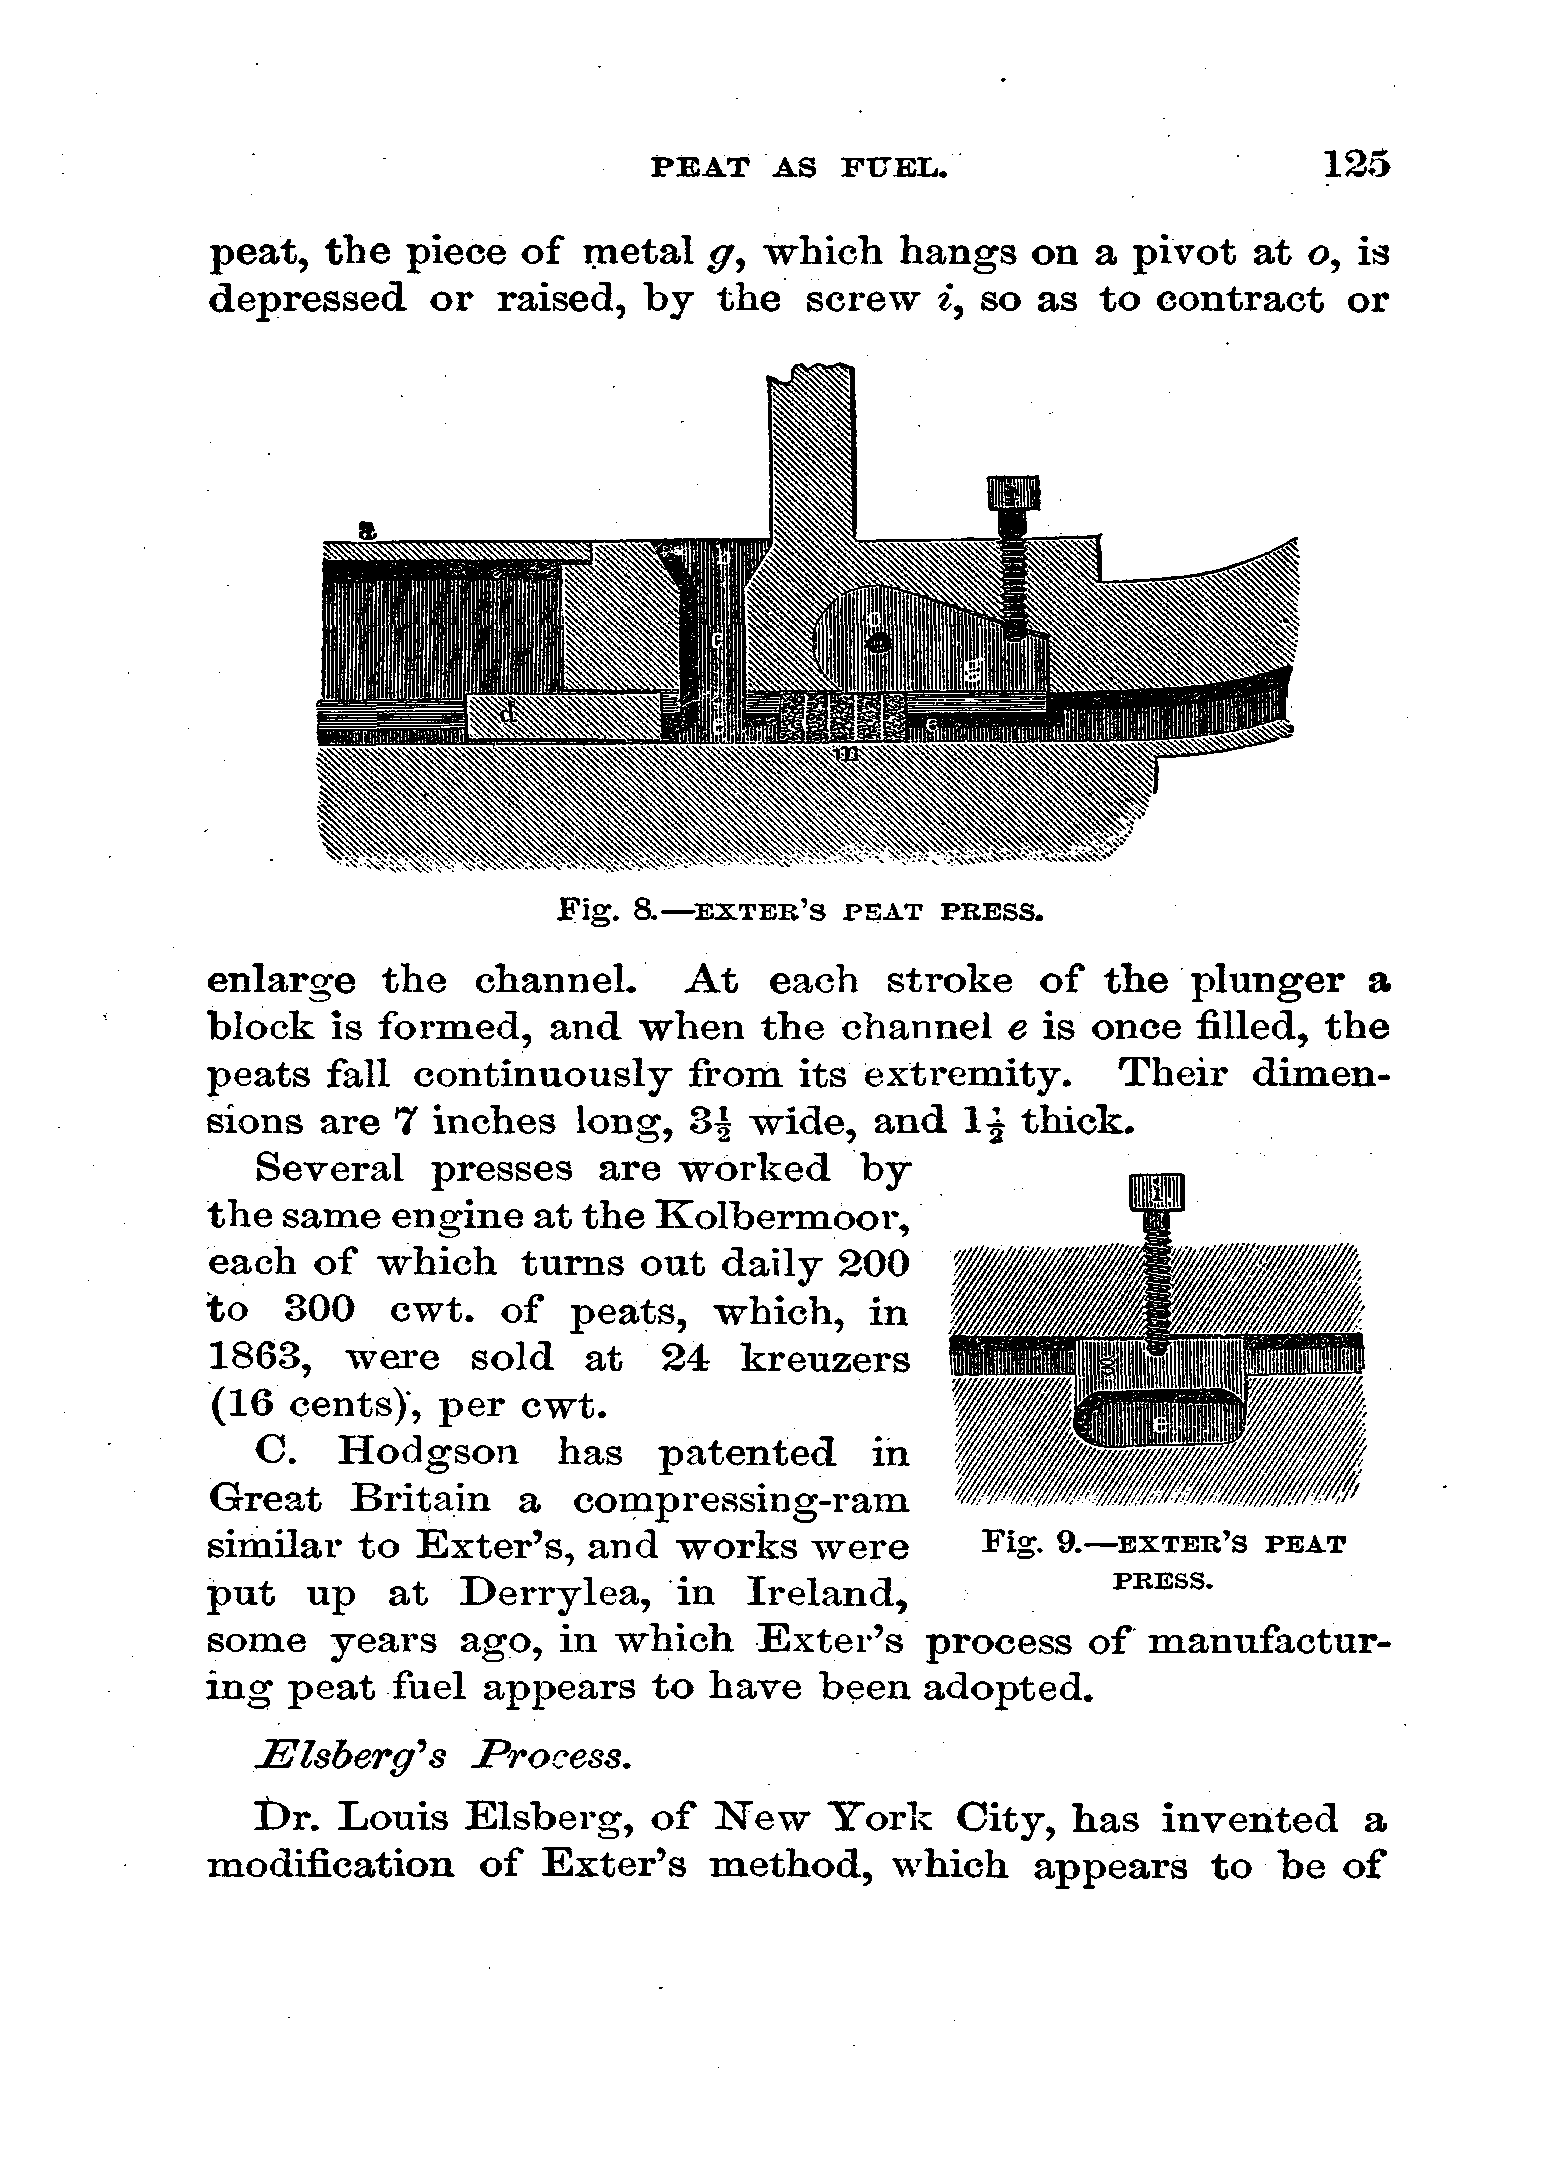 PEAT AS FUEL. 125
peat, the piece of metal g, which hangs on a pivot at o, is
depressed or raised, by the screw i, so as to contract or
a
b
i
c
o
g
d
e
e
m
Fig. 8.—EXTER'S PEAT PRESS.
enlarge the channel. At each stroke of the plunger a
block is formed, and when the channel e is once filled, the
peats fall continuously from its extremity. Their dimen-
sions are 7 inches long, 3½ wide, and 1½ thick.
Several presses are worked by
the same engine at the Kolbermoor,
each of which turns out daily 200
to 300 cwt. of peats, which, in
1863, were sold at 24 kreuzers
(16 cents), per cwt.
C. Hodgson has patented in
Great Britain a compressing-ram
similar to Exter's, and works were
put up at Derrylea, in Ireland,
i
g
e
Fig. 9.—EXTER'S PEAT
PRESS.
some years ago, in which Exter's process of manufactur-
ing peat fuel appears to have been adopted.
Elsberg's Process.
Dr. Louis Elsberg, of New York City, has invented a
modification of Exter's method, which appears to be of